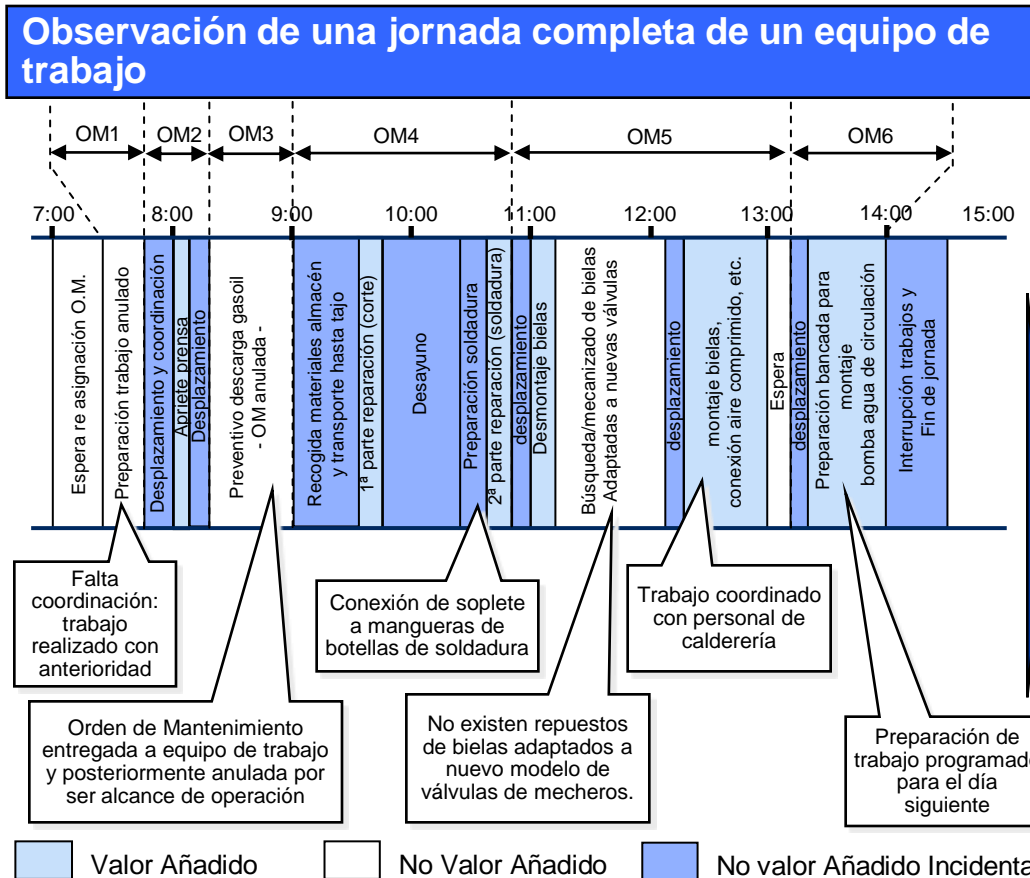 Observación de una jornada completa de un equipo de
trabajo
OM1
OM2
OM3
OM4
OM5
OM6
7:00
8:00
9:00
10:00
11:00
12:00
13:00
14:00
15:00
Espera re asignación O.M.
Preparación trabajo anulado
Desplazamiento y coordinación
Apriete prensa
Desplazamiento
Preventivo descarga gasoil
- OM anulada -
Recogida materiales almacén
y transporte hasta tajo
1ª parte reparación (corte)
Desayuno
Preparación soldadura
2ª parte reparación (soldadura)
desplazamiento
Desmontaje bielas
Búsqueda/mecanizado de bielas
Adaptadas a nuevas válvulas
desplazamiento
montaje bielas,
conexión aire comprimido, etc.
Espera
desplazamiento
Preparación bancada para
montaje
bomba agua de circulación
Interrupción trabajos y
Fin de jornada
Falta
coordinación:
trabajo
realizado con
anterioridad
Conexión de soplete
a mangueras de
botellas de soldadura
Trabajo coordinado
con personal de
calderería
Orden de Mantenimiento
entregada a equipo de trabajo
y posteriormente anulada por
ser alcance de operación
No existen repuestos
de bielas adaptados a
nuevo modelo de
válvulas de mecheros.
Preparación de
trabajo programado
para el día
siguiente
Valor Añadido
No Valor Añadido
No valor Añadido Incidenta